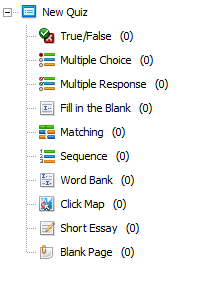 New Quiz
True/False (0)
Multiple Choice (0)
Multiple Response (0)
Fill in the Blank (0)
Matching (0)
Sequence (0)
Word Bank (0)
Click Map (0)
Short Essay (0)
Blank Page (0)